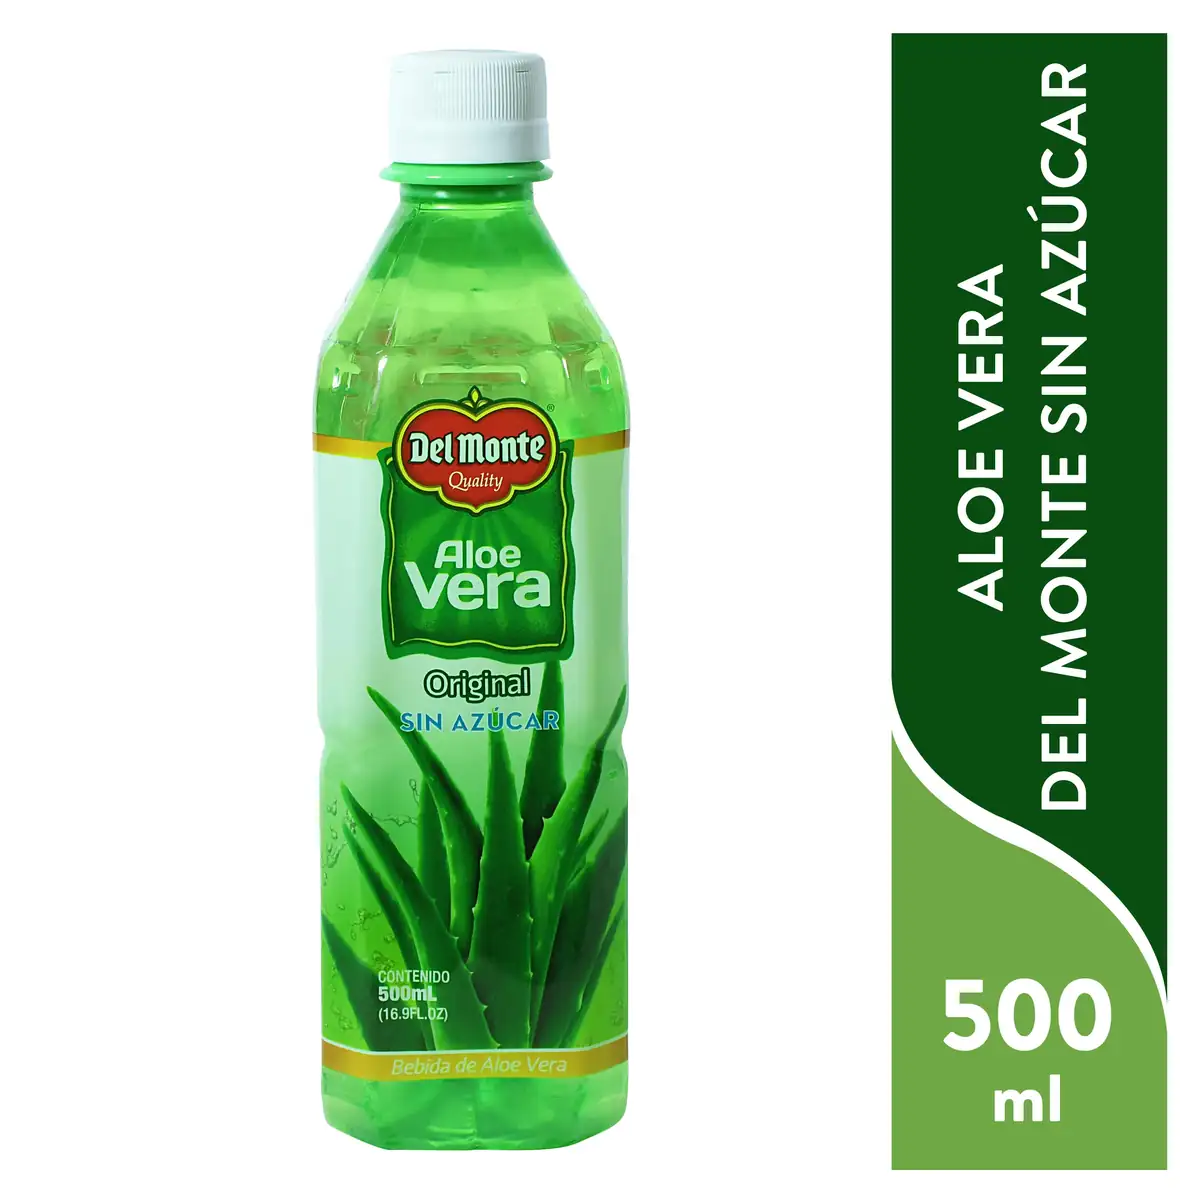 Del Monte
®
Quality
Aloe
Vera
Original
SIN AZÚCAR
CONTENIDO
500mL
(16.9FL.OZ)
Bebida de Aloe Vera
ALOE VERA
DEL MONTE SIN AZÚCAR
500
ml